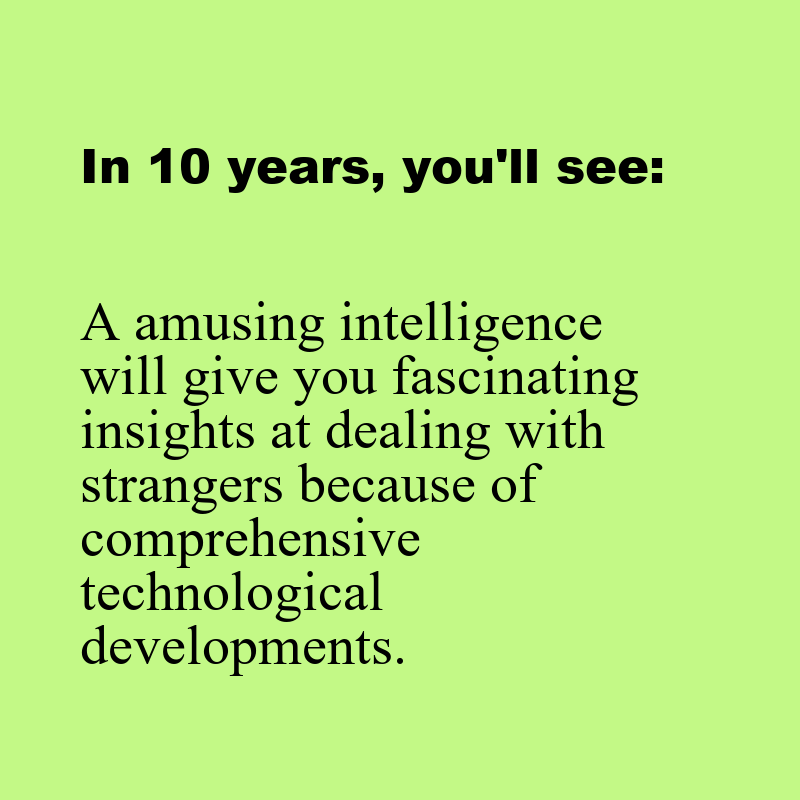 In 10 years, you'll see:
A amusing intelligence
will give you fascinating
insights at dealing with
strangers because of
comprehensive
technological
developments.